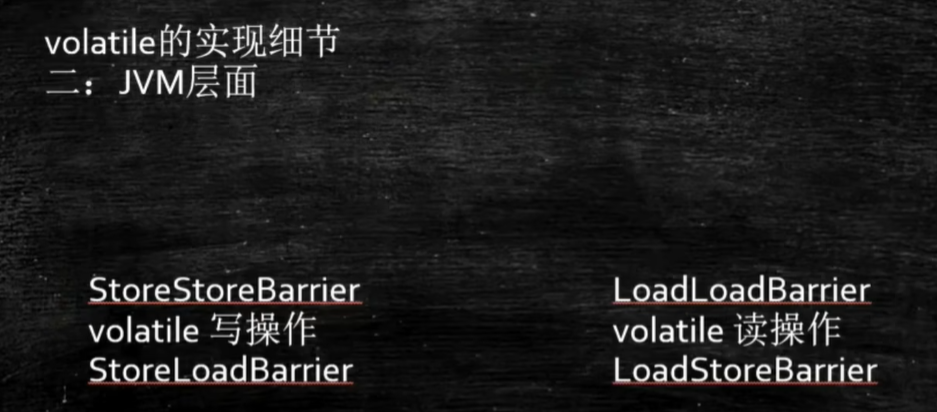 volatile的实现细节
二：JVM层面
StoreStoreBarrier
volatile 写操作
StoreLoadBarrier
LoadLoadBarrier
volatile 读操作
LoadStoreBarrier